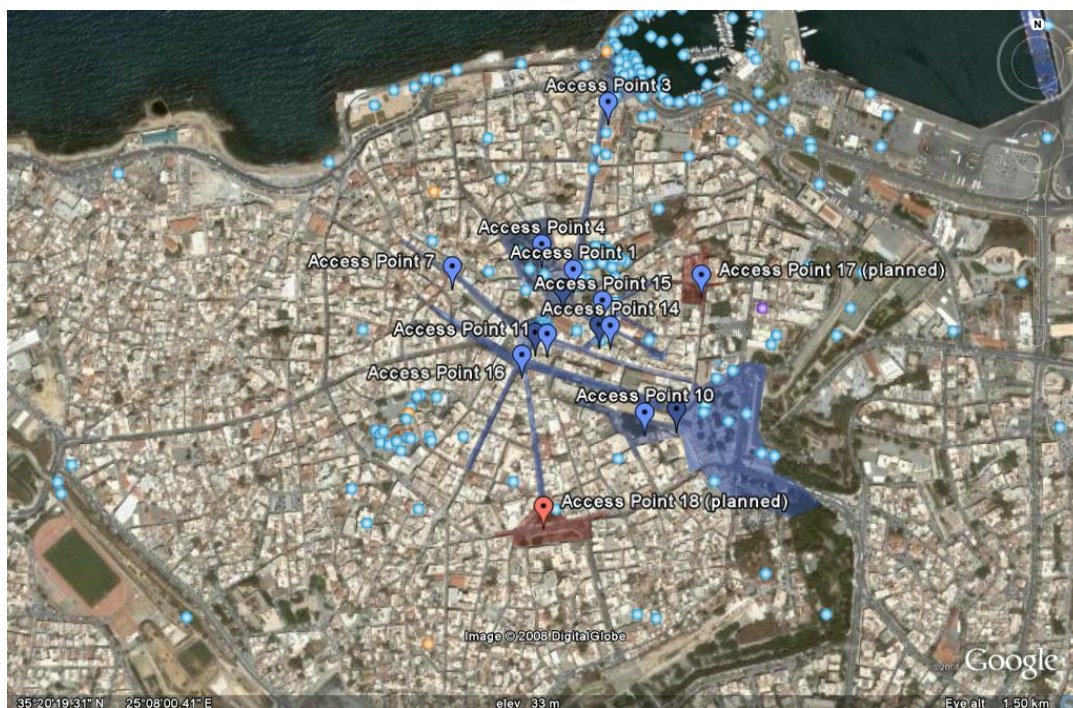 N
Access Point 3
Access Point 4
Access Point 1
Access Point 7
Access Point 17 (planned)
Access Point 15
Access Point 14
Access Point 11
Access Point 16
Access Point 10
Access Point 18 (planned)
Image © 2008 DigitalGlobe
Google
35°20'19.31" N 25°08'00.41" E elev 33 m Eye alt 1.50 km